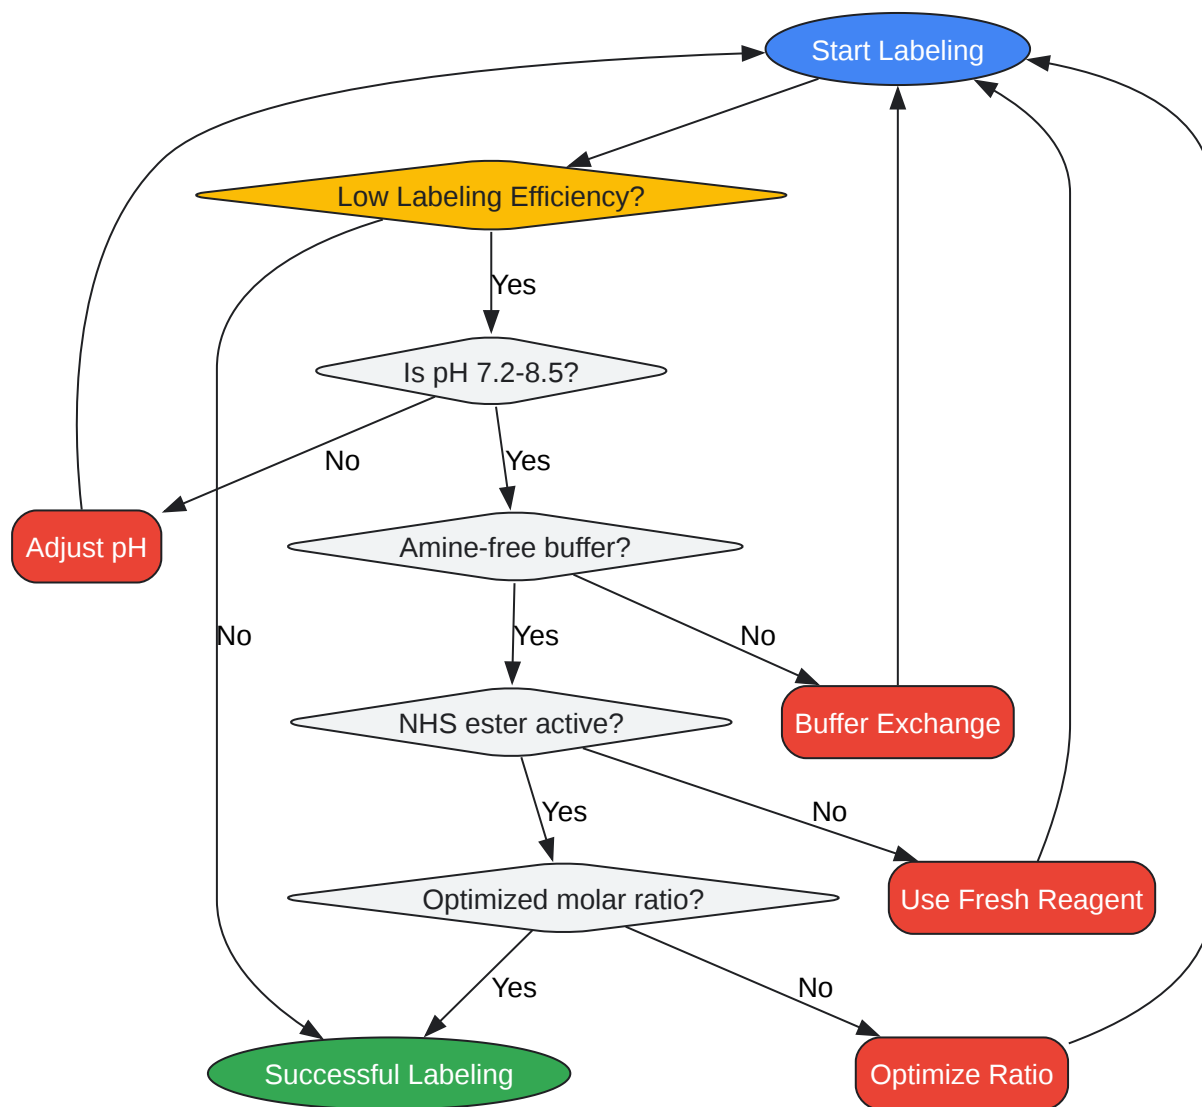 Start Labeling
Low Labeling Efficiency?
Yes
Is pH 7.2-8.5?
No
Yes
Adjust pH
Amine-free buffer?
No
Yes
No
NHS ester active?
Buffer Exchange
Yes
No
Optimized molar ratio?
Use Fresh Reagent
Yes
No
Successful Labeling
Optimize Ratio